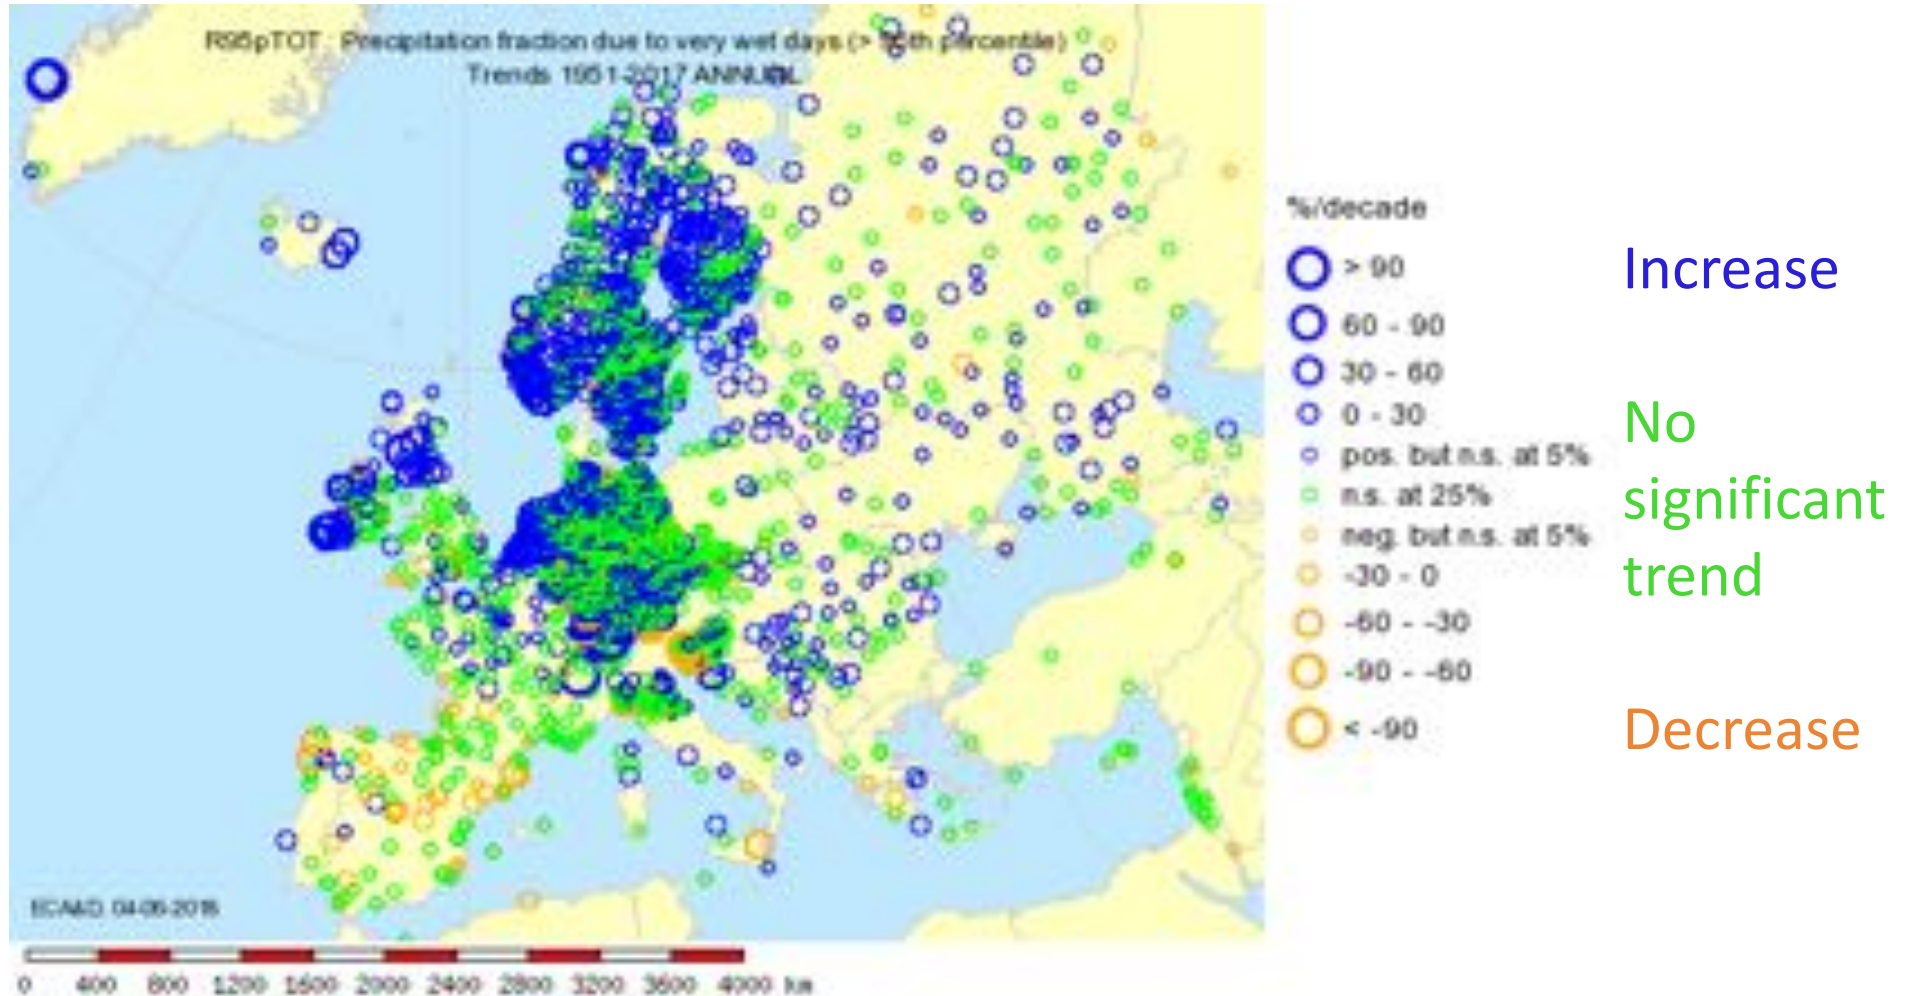 R95pTOT : Precipitation fraction due to very wet days (> 95th percentile)
Trends 1951-2017 ANNUAL
%/decade
> 90
60 - 90
30 - 60
0 - 30
pos. but n.s. at 5%
n.s. at 25%
neg. but n.s. at 5%
-30 - 0
-60 - -30
-90 - -60
< -90
Increase
No
significant
trend
Decrease
ECA&D, 04-06-2018
0 400 800 1200 1600 2000 2400 2800 3200 3600 4000 km